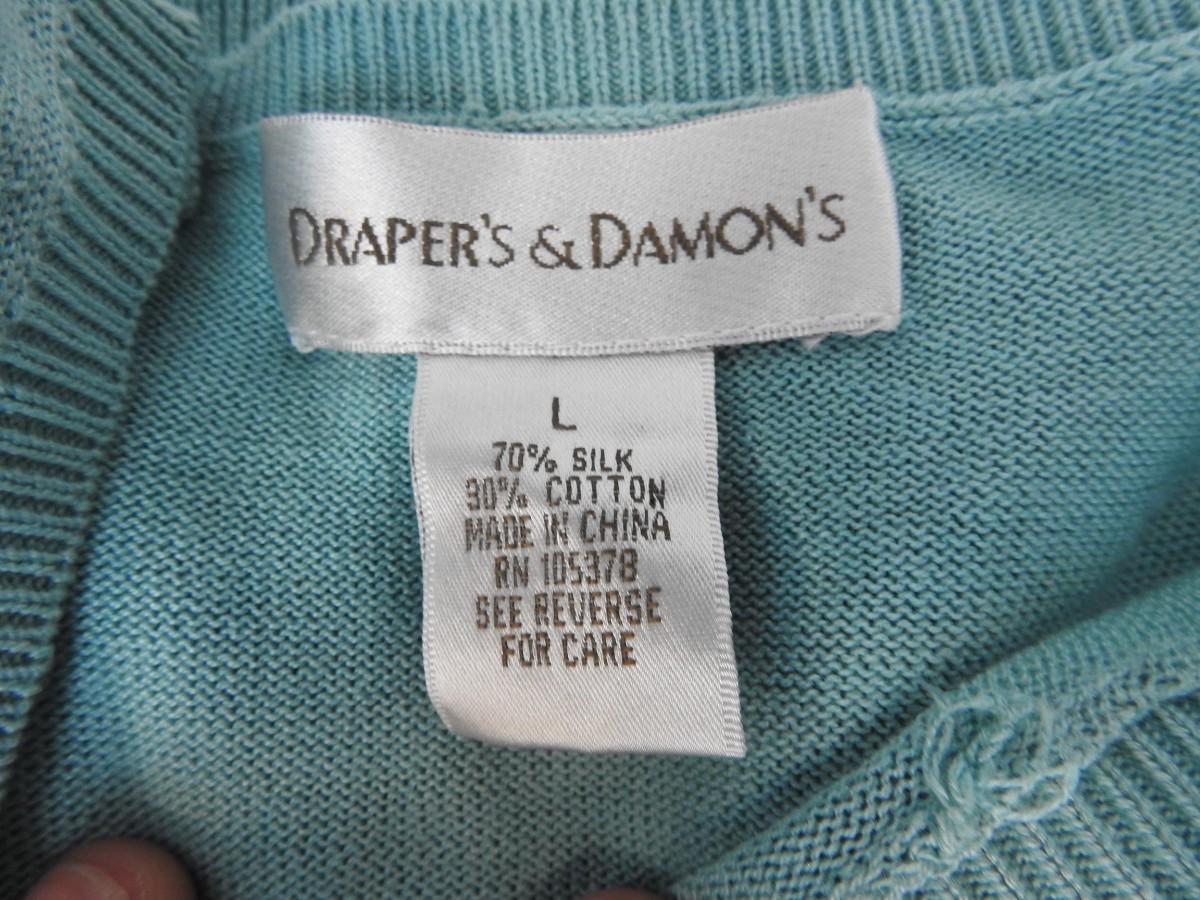 DRAPER'S & DAMON'S
L
70% SILK
30% COTTON
MADE IN CHINA
RN 105378
SEE REVERSE
FOR CARE